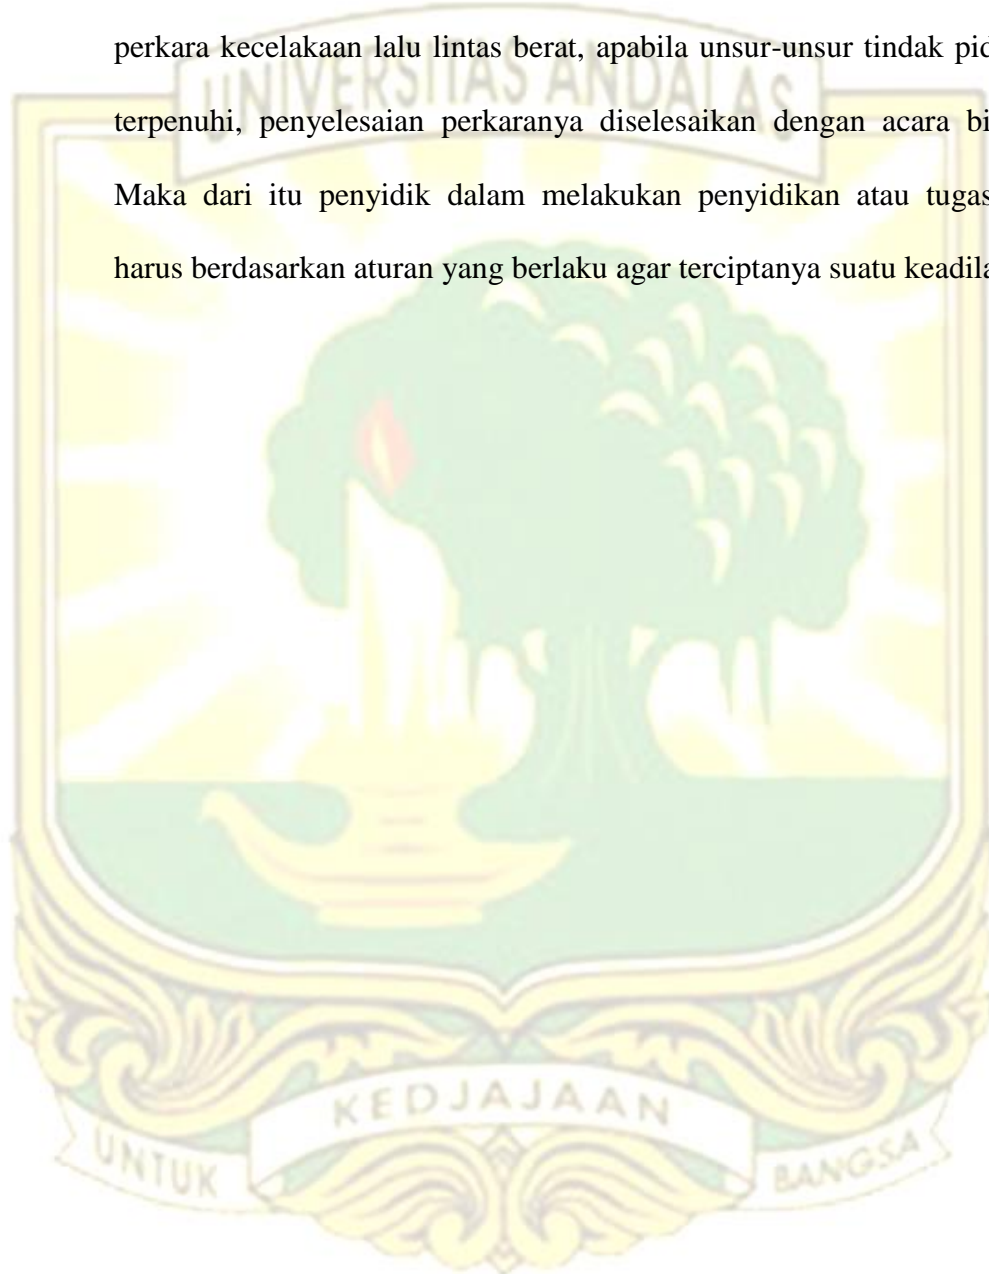 perkara kecelakaan lalu lintas berat, apabila unsur-unsur tindak pid
terpenuhi, penyelesaian perkaranya diselesaikan dengan acara bi
Maka dari itu penyidik dalam melakukan penyidikan atau tugas
harus berdasarkan aturan yang berlaku agar terciptanya suatu keadila
UNIVERSITAS ANDALAS
UNTUK
KEDJAJAAN
BANGSA